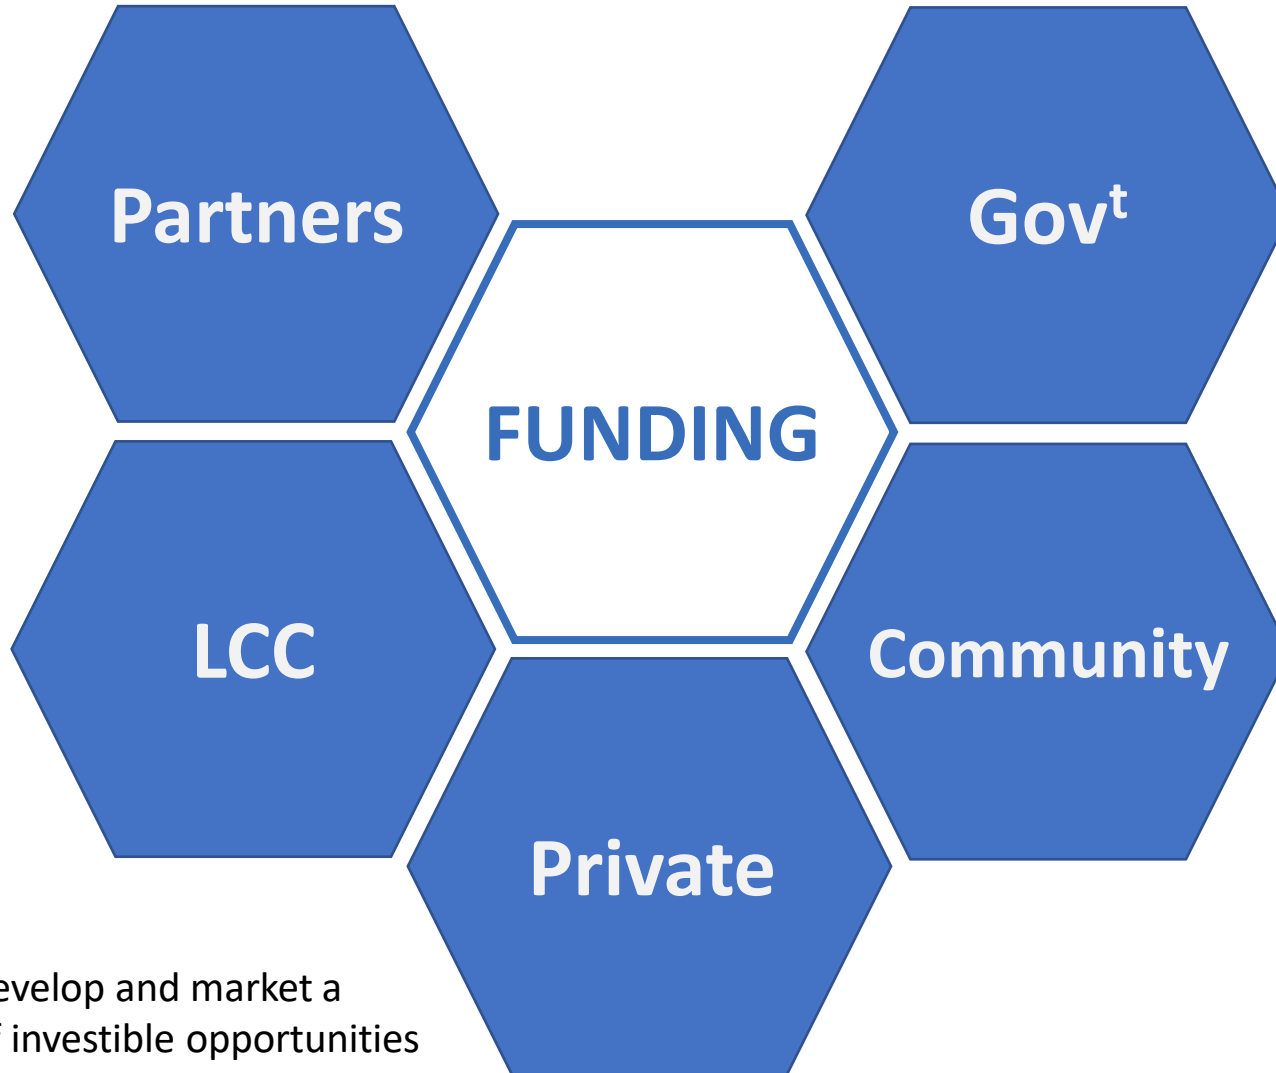 Partners
Govᵗ
FUNDING
LCC
Community
Private
evelop and market a
investible opportunities